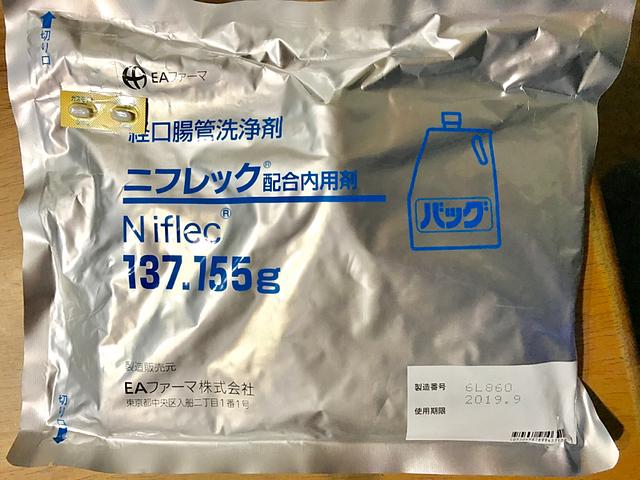 切り口
EAファーマ
経口腸管洗浄剤
ニフレック®配合内用剤
Niflec®
137.155g
バッグ
製造販売元
EAファーマ株式会社
東京都中央区入船二丁目1番1号
製造番号 6L860
2019.9
使用期限
切り口